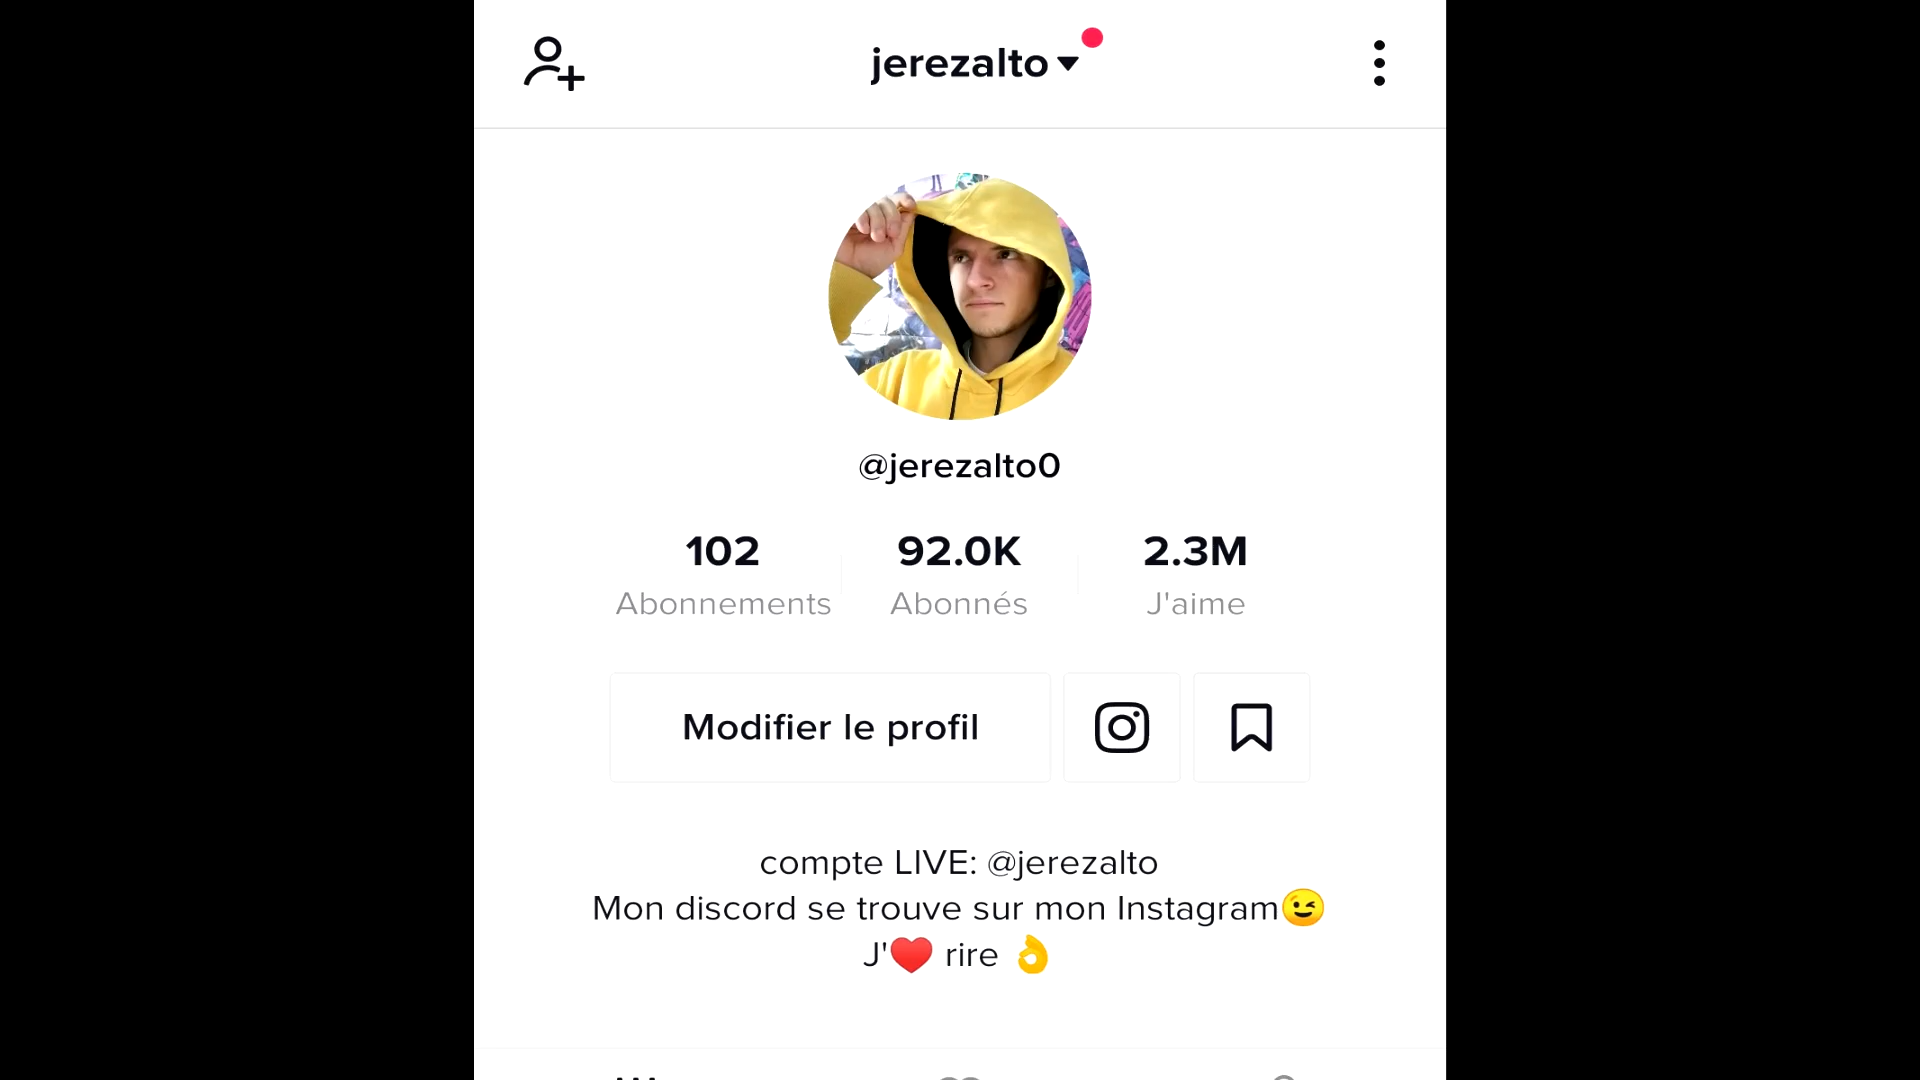 jerezalto
@jerezalto0
102 92.0K 2.3M
Abonnements Abonnés J'aime
Modifier le profil
compte LIVE: @jerezalto
Mon discord se trouve sur mon Instagram😉
J'❤️ rire 👌